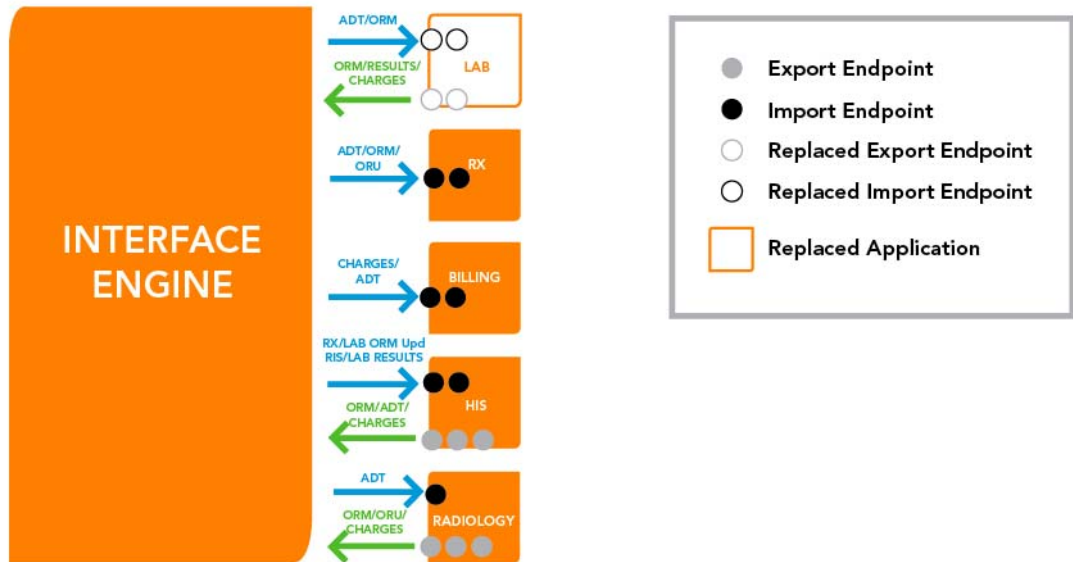 INTERFACE
ENGINE
ADT/ORM
LAB
ORM/RESULTS/
CHARGES
ADT/ORM/
ORU
RX
CHARGES/
ADT
BILLING
RX/LAB ORM Upd
RIS/LAB RESULTS
HIS
ORM/ADT/
CHARGES
ADT
RADIOLOGY
ORM/ORU/
CHARGES
Export Endpoint
Import Endpoint
Replaced Export Endpoint
Replaced Import Endpoint
Replaced Application